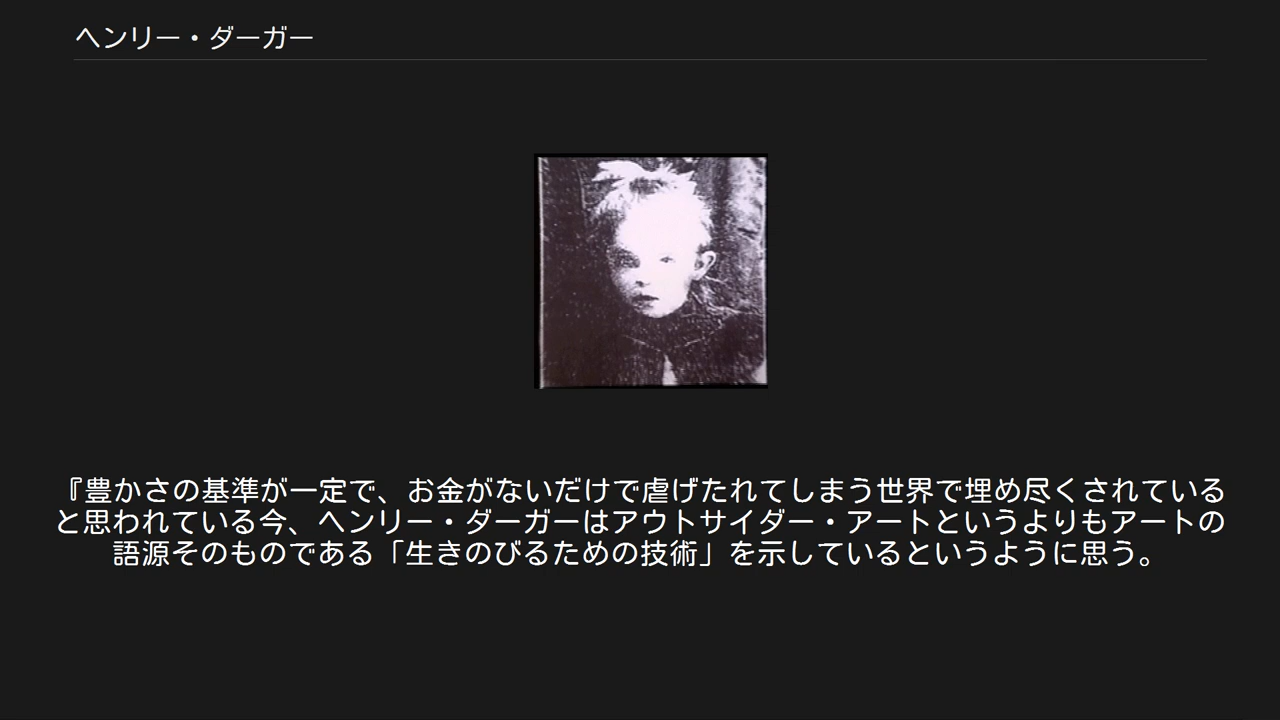 ヘンリー・ダーガー
『豊かさの基準が一定で、お金がないだけで虐げたれてしまう世界で埋め尽くされている
と思われている今、ヘンリー・ダーガーはアウトサイダー・アートというよりもアートの
語源そのものである「生きのびるための技術」を示しているというように思う。